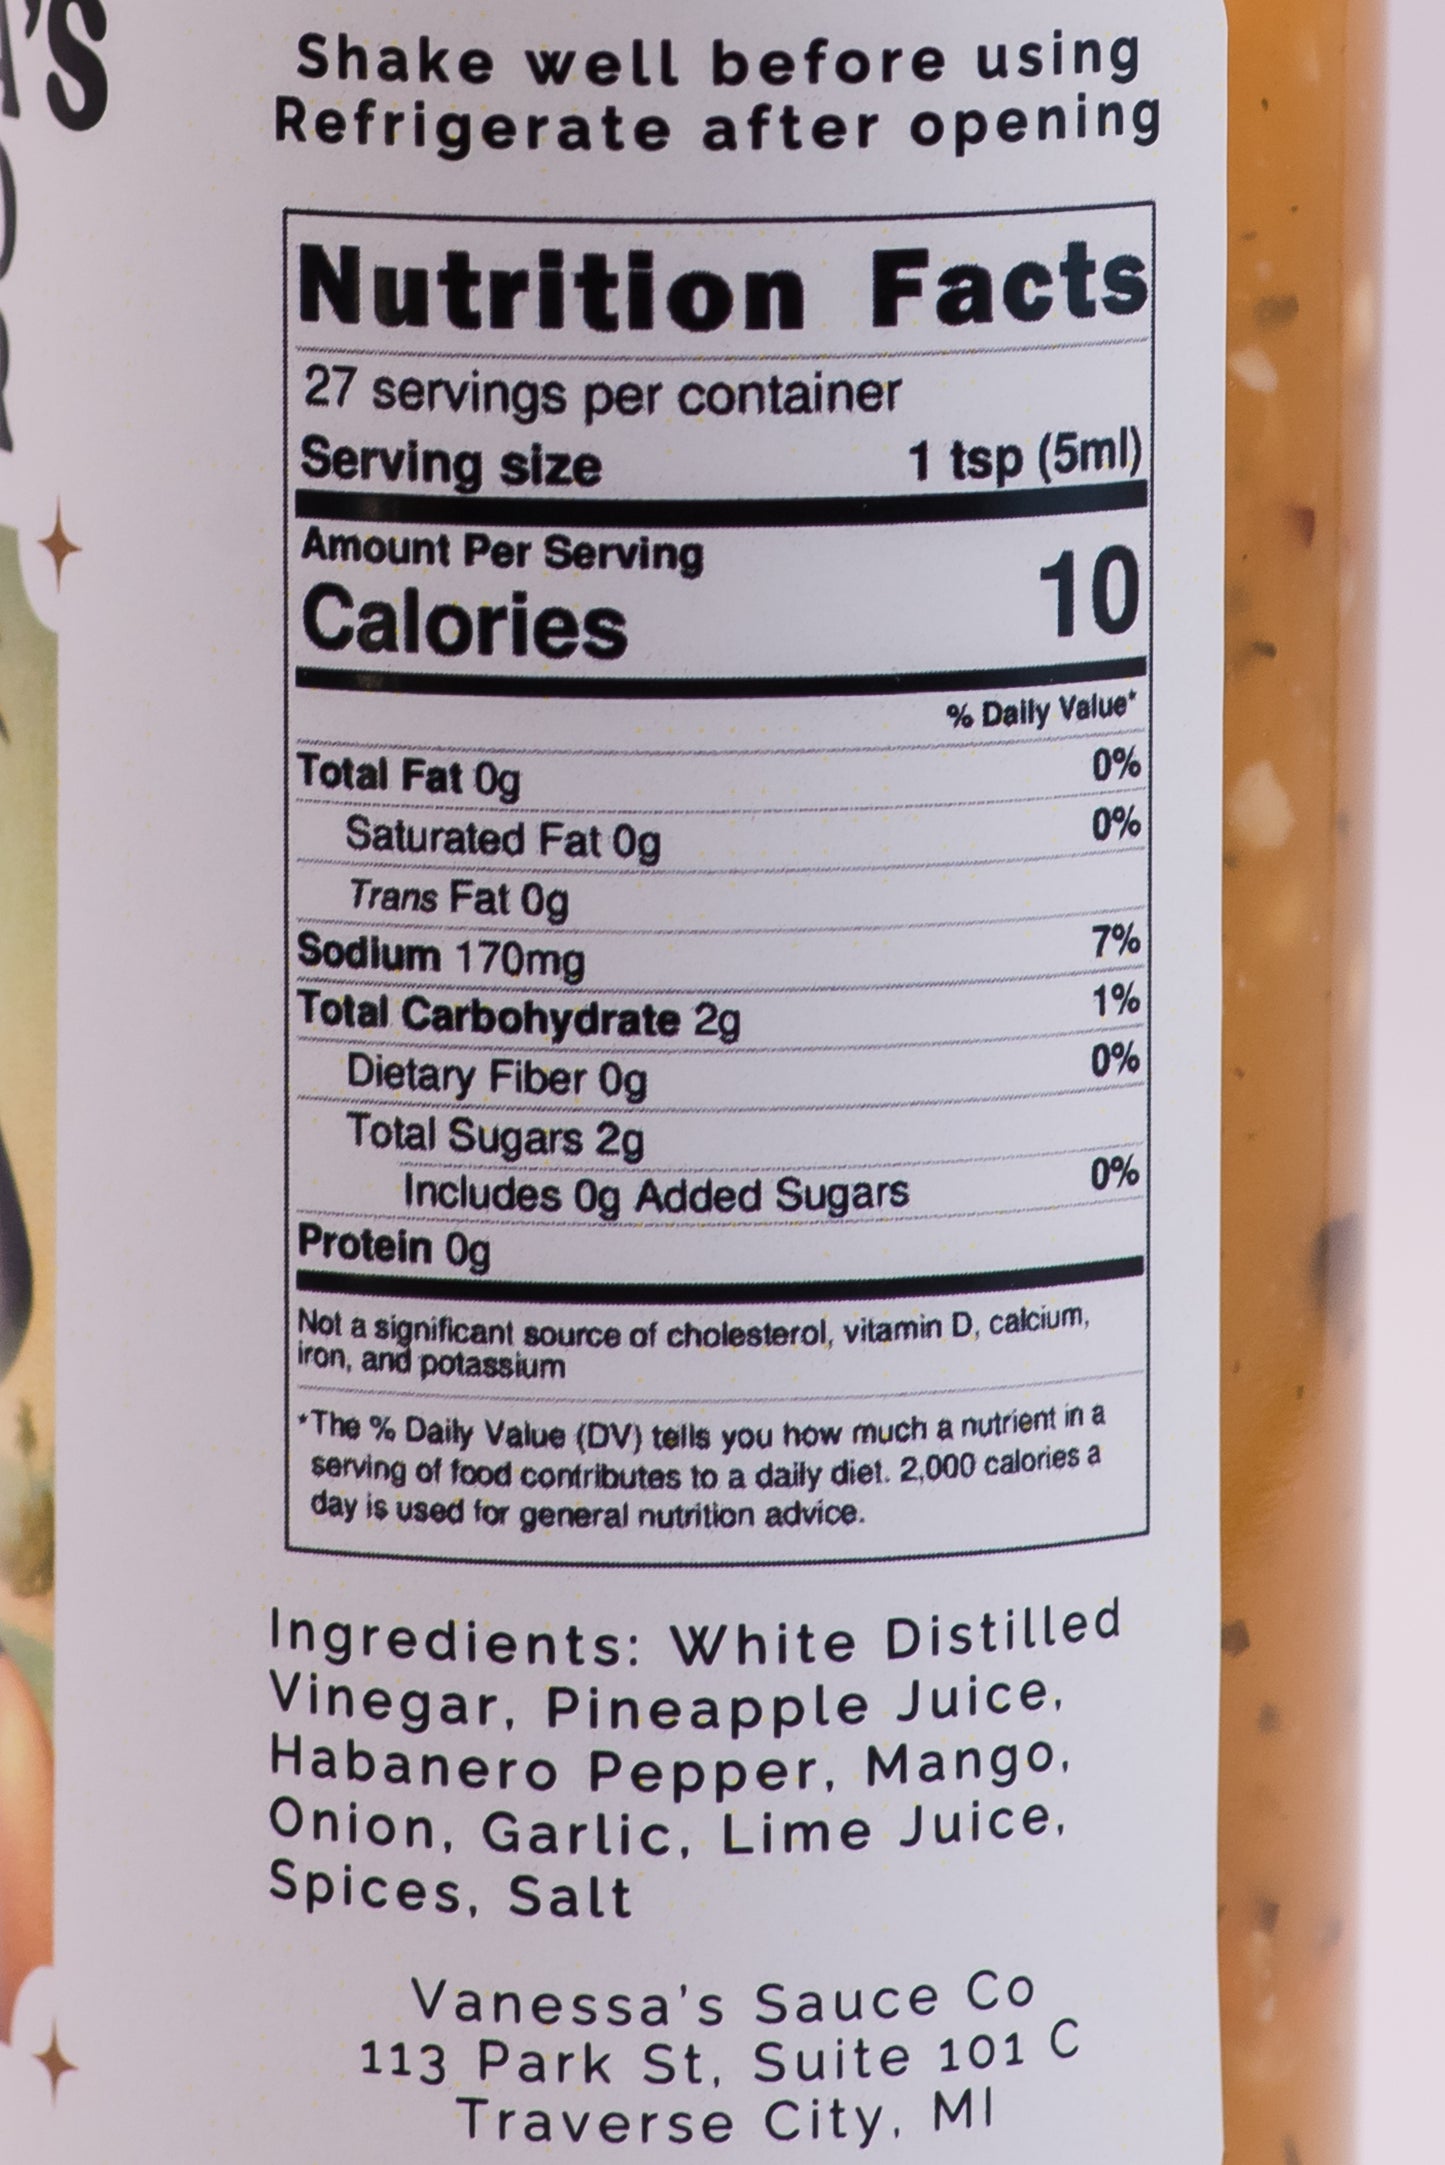 'S
Shake well before using
Refrigerate after opening
Nutrition Facts
27 servings per container
Serving size 1 tsp (5ml)
Amount Per Serving
Calories 10
% Daily Value*
Total Fat 0g 0%
Saturated Fat 0g 0%
Trans Fat 0g
Sodium 170mg 7%
Total Carbohydrate 2g 1%
Dietary Fiber 0g 0%
Total Sugars 2g
Includes 0g Added Sugars 0%
Protein 0g
Not a significant source of cholesterol, vitamin D, calcium,
iron, and potassium
*The % Daily Value (DV) tells you how much a nutrient in a
serving of food contributes to a daily diet. 2,000 calories a
day is used for general nutrition advice.
Ingredients: White Distilled
Vinegar, Pineapple Juice,
Habanero Pepper, Mango,
Onion, Garlic, Lime Juice,
Spices, Salt
Vanessa's Sauce Co
113 Park St, Suite 101 C
Traverse City, MI